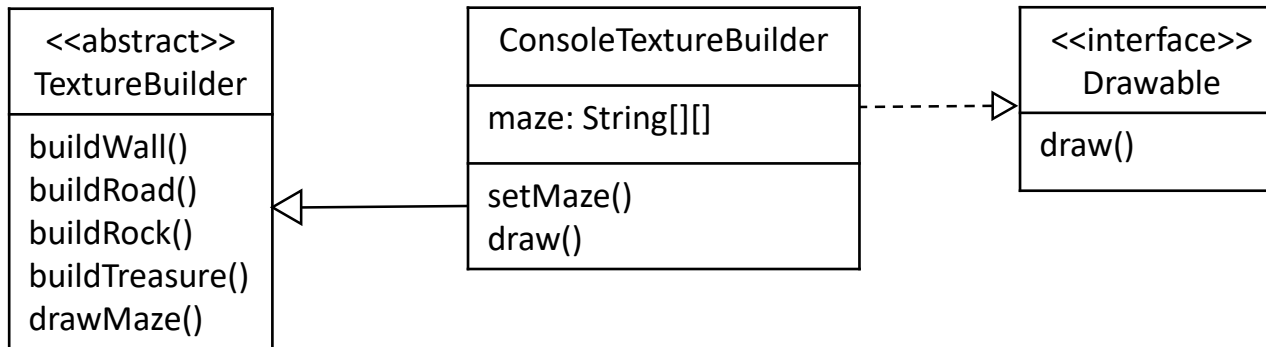 <<abstract>>
TextureBuilder
buildWall()
buildRoad()
buildRock()
buildTreasure()
drawMaze()
ConsoleTextureBuilder
maze: String[][]
setMaze()
draw()
<<interface>>
Drawable
draw()